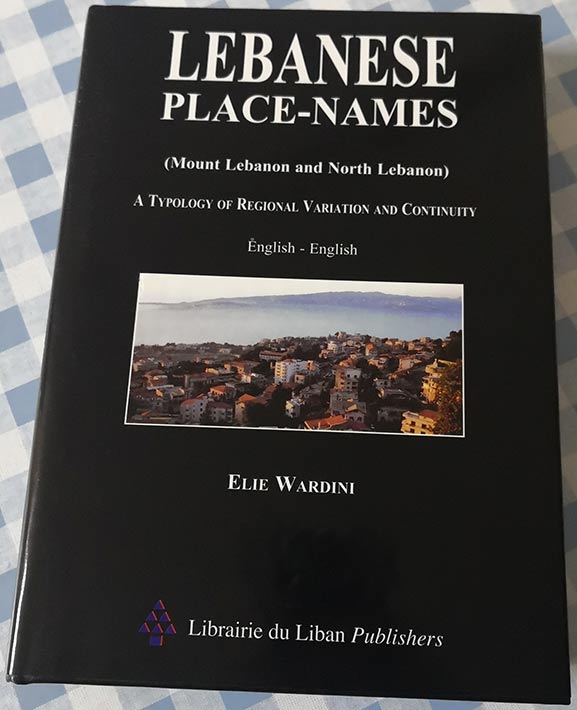 LEBANESE
PLACE-NAMES
(Mount Lebanon and North Lebanon)
A TYPOLOGY OF REGIONAL VARIATION AND CONTINUITY
English - English
ELIE WARDINI
Librairie du Liban Publishers